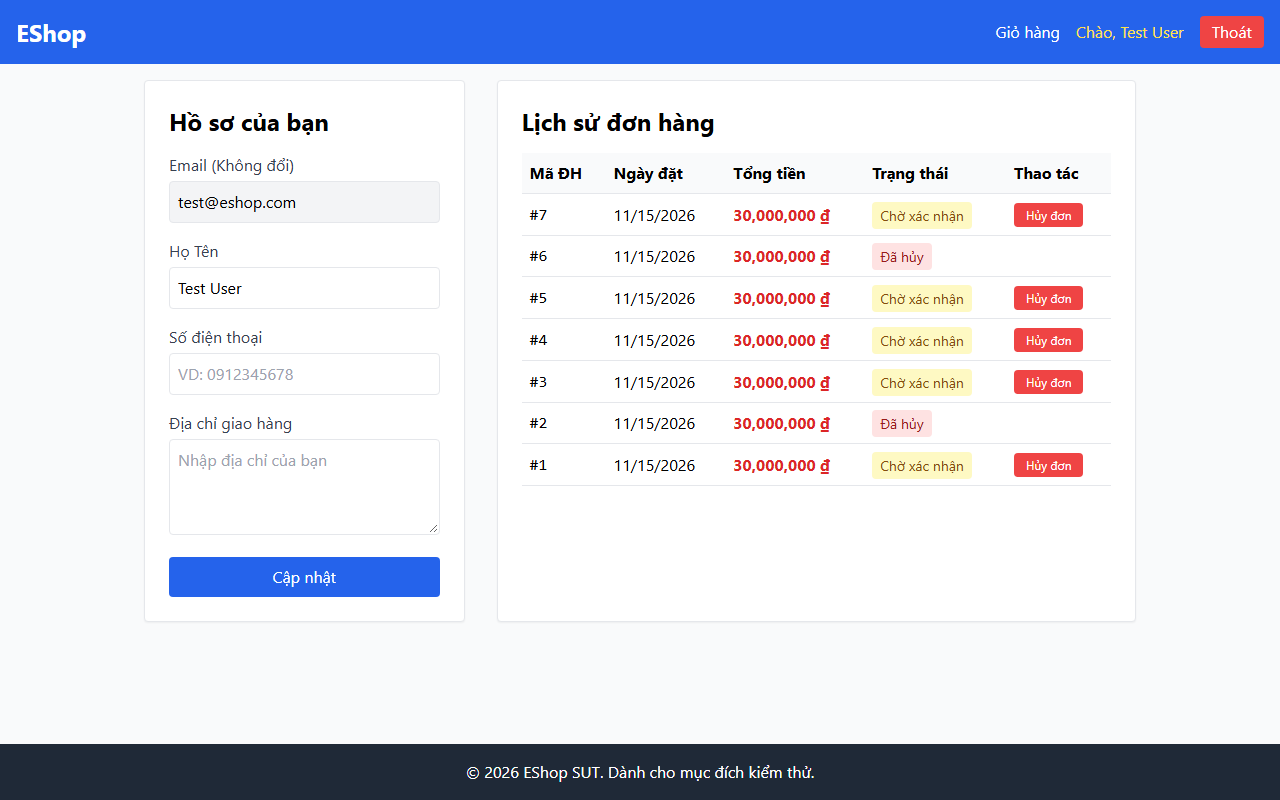 EShop
Giỏ hàng Chào, Test User Thoát
Hồ sơ của bạn
Email (Không đổi)
test@eshop.com
Họ Tên
Test User
Số điện thoại
VD: 0912345678
Địa chỉ giao hàng
Nhập địa chỉ của bạn
Cập nhật
Lịch sử đơn hàng
Mã ĐH Ngày đặt Tổng tiền Trạng thái Thao tác
#7 11/15/2026 30,000,000 ₫ Chờ xác nhận Hủy đơn
#6 11/15/2026 30,000,000 ₫ Đã hủy
#5 11/15/2026 30,000,000 ₫ Chờ xác nhận Hủy đơn
#4 11/15/2026 30,000,000 ₫ Chờ xác nhận Hủy đơn
#3 11/15/2026 30,000,000 ₫ Chờ xác nhận Hủy đơn
#2 11/15/2026 30,000,000 ₫ Đã hủy
#1 11/15/2026 30,000,000 ₫ Chờ xác nhận Hủy đơn
© 2026 EShop SUT. Dành cho mục đích kiểm thử.